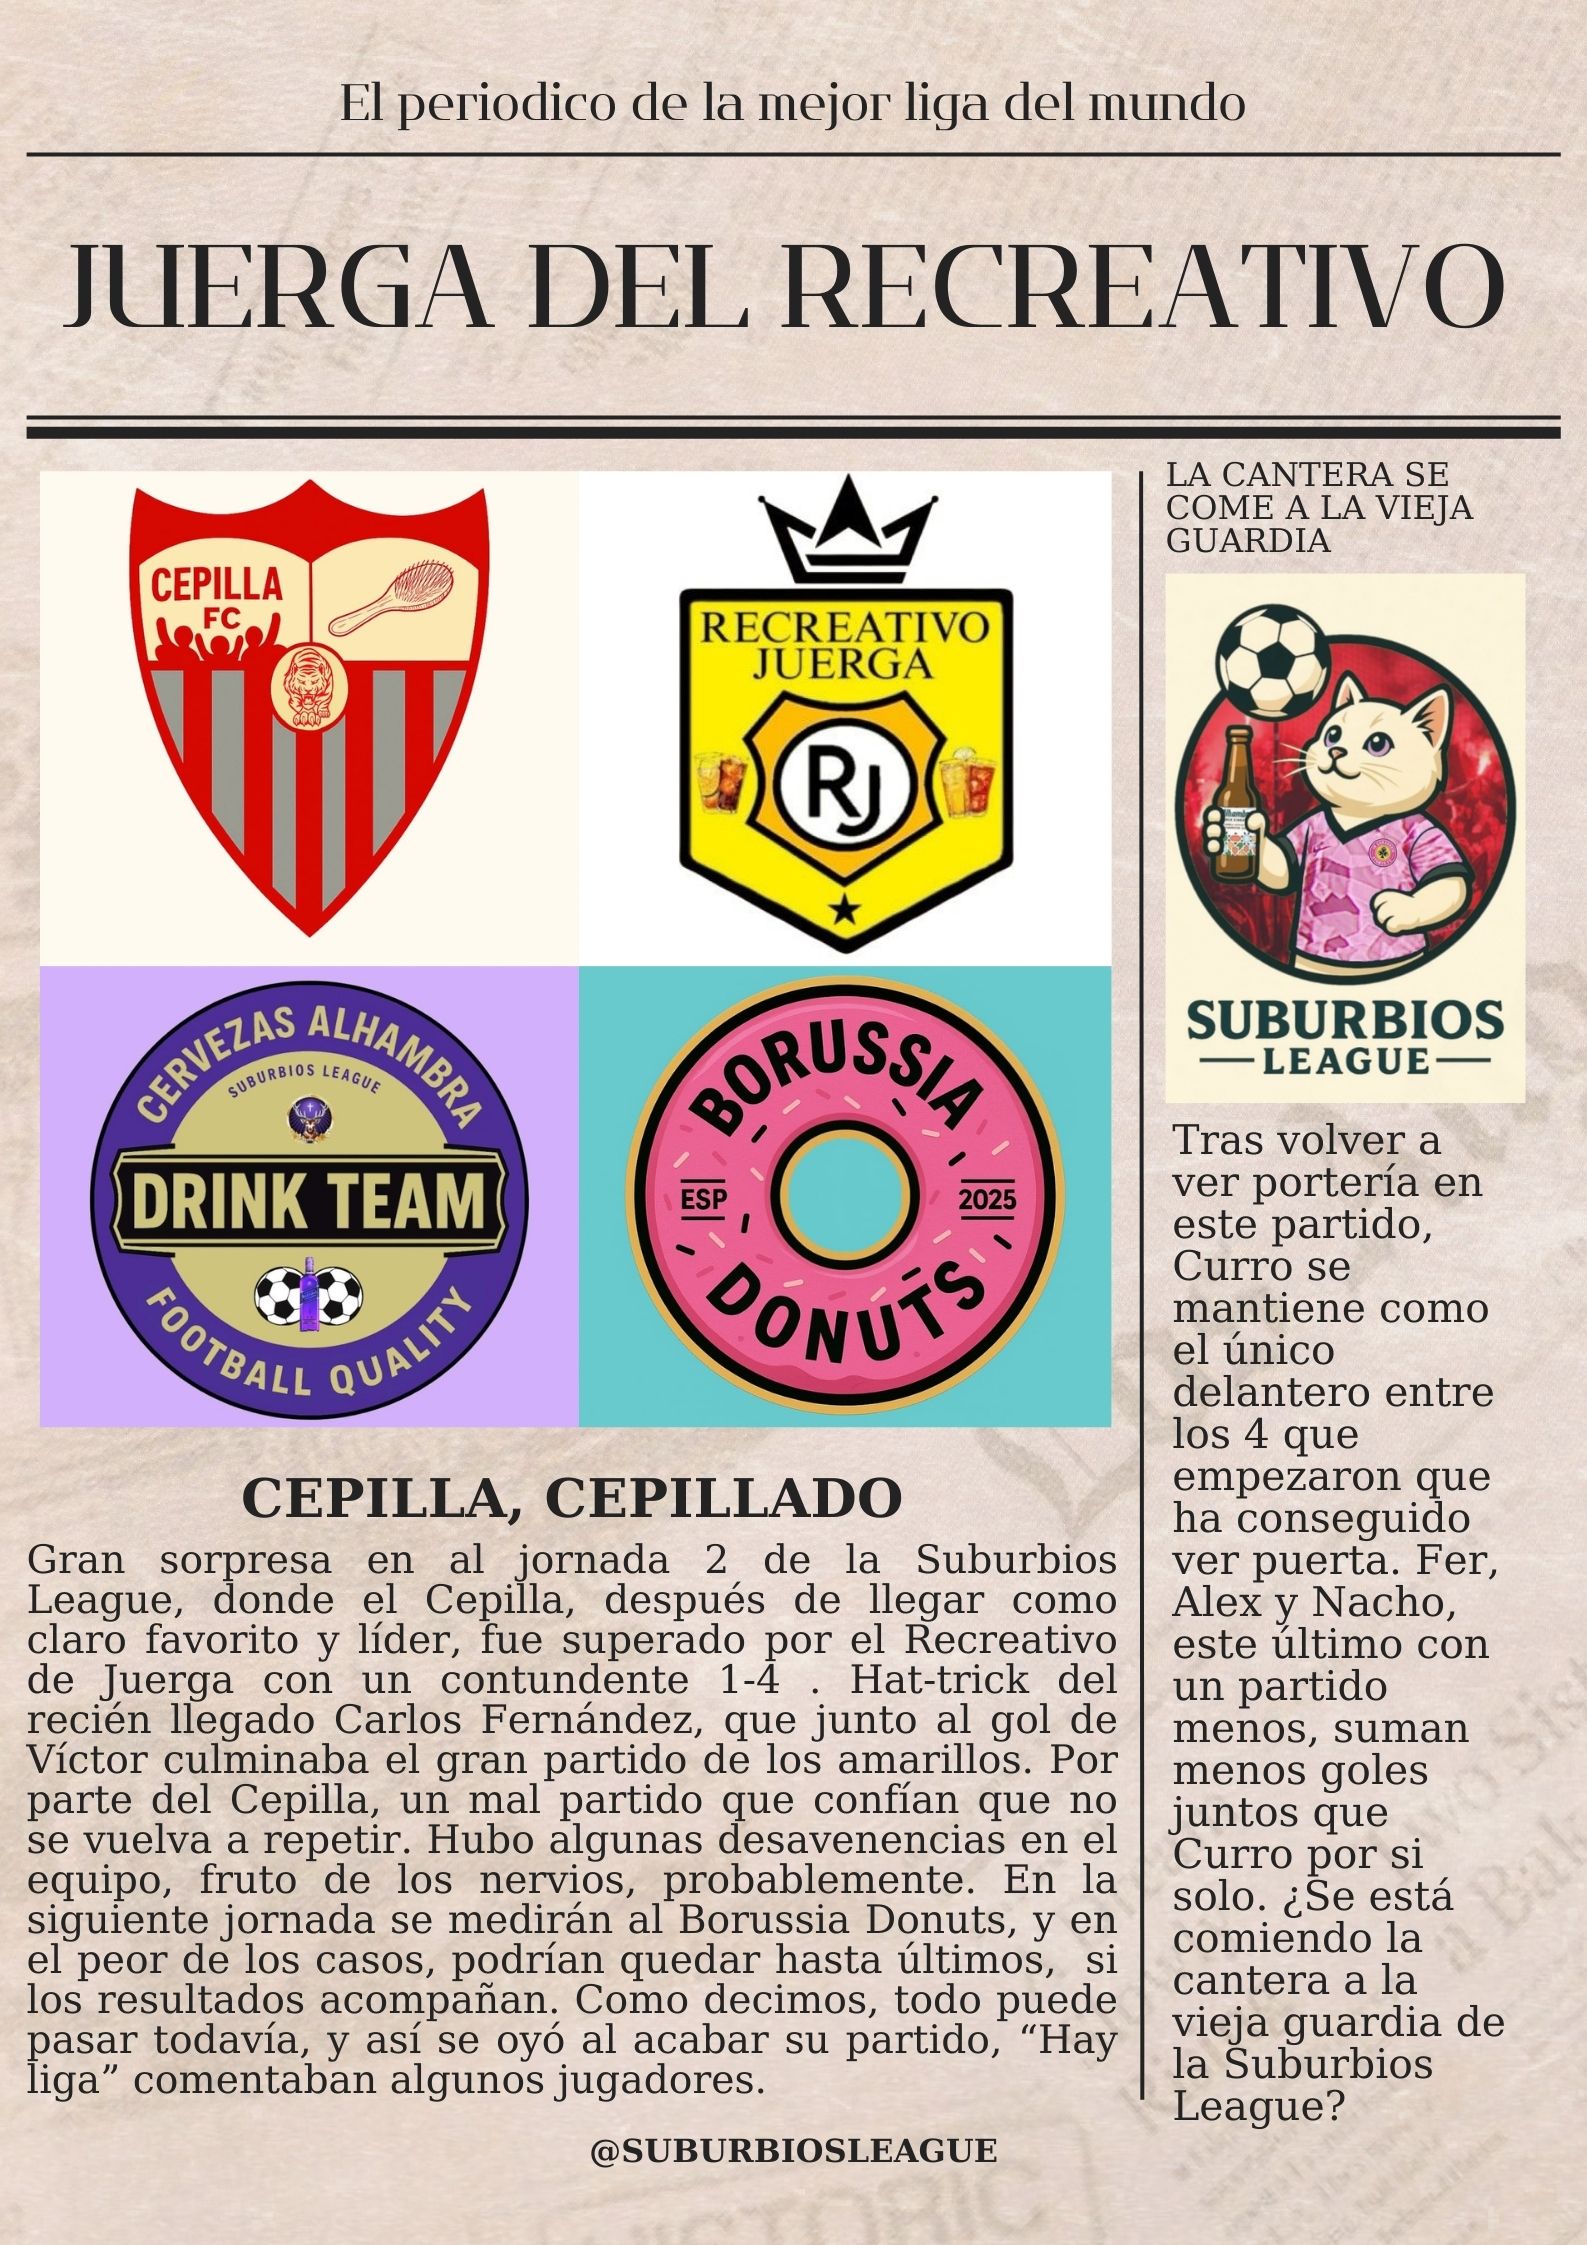 El periodico de la mejor liga del mundo
JUERGA DEL RECREATIVO
CEPILLA
FC
RECREATIVO
JUERGA
RJ
CERVEZAS ALHAMBRA
SUBURBIOS LEAGUE
DRINK TEAM
FOOTBALL QUALITY
BORUSSIA
ESP
2025
DONUTS
CEPILLA, CEPILLADO
Gran sorpresa en al jornada 2 de la Suburbios
League, donde el Cepilla, después de llegar como
claro favorito y líder, fue superado por el Recreativo
de Juerga con un contundente 1-4 . Hat-trick del
recién llegado Carlos Fernández, que junto al gol de
Víctor culminaba el gran partido de los amarillos. Por
parte del Cepilla, un mal partido que confían que no
se vuelva a repetir. Hubo algunas desavenencias en el
equipo, fruto de los nervios, probablemente. En la
siguiente jornada se medirán al Borussia Donuts, y en
el peor de los casos, podrían quedar hasta últimos,  si
los resultados acompañan. Como decimos, todo puede
pasar todavía, y así se oyó al acabar su partido, “Hay
liga” comentaban algunos jugadores.
LA CANTERA SE
COME A LA VIEJA
GUARDIA
SUBURBIOS
LEAGUE
Tras volver a
ver portería en
este partido,
Curro se
mantiene como
el único
delantero entre
los 4 que
empezaron que
ha conseguido
ver puerta. Fer,
Alex y Nacho,
este último con
un partido
menos, suman
menos goles
juntos que
Curro por si
solo. ¿Se está
comiendo la
cantera a la
vieja guardia de
la Suburbios
League?
@SUBURBIOSLEAGUE